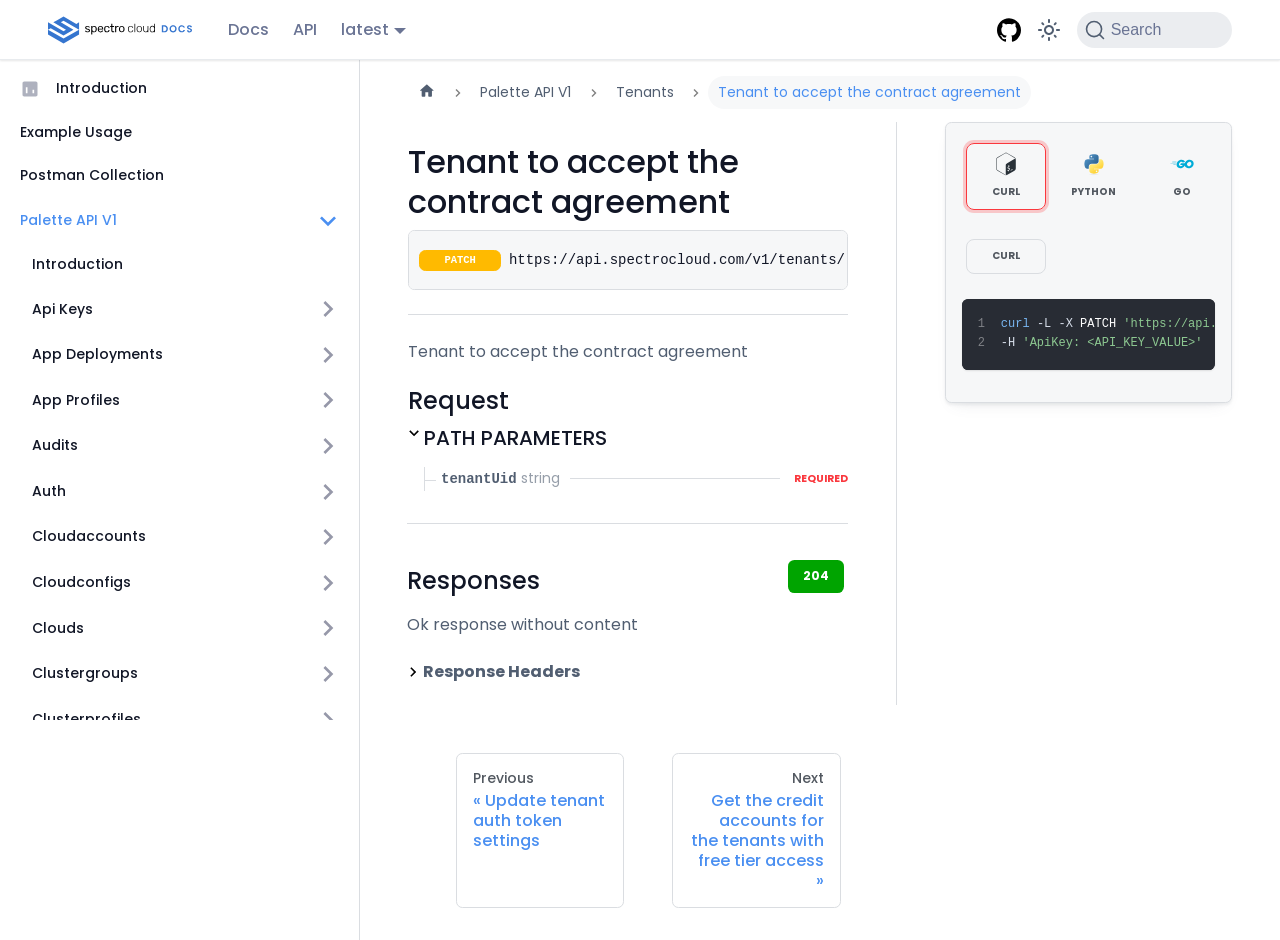 spectro cloud DOCS
Docs
API
latest
Search
Introduction
Example Usage
Postman Collection
Palette API V1
Introduction
Api Keys
App Deployments
App Profiles
Audits
Auth
Cloudaccounts
Cloudconfigs
Clouds
Clustergroups
Clusterprofiles
Palette API V1
Tenants
Tenant to accept the contract agreement
Tenant to accept the
contract agreement
PATCH https://api.spectrocloud.com/v1/tenants/
Tenant to accept the contract agreement
Request
PATH PARAMETERS
tenantUid string REQUIRED
Responses
204
Ok response without content
Response Headers
CURL
PYTHON
GO
CURL
1 curl -L -X PATCH 'https://api.
2 -H 'ApiKey: <API_KEY_VALUE>'
Previous
« Update tenant
auth token
settings
Next
Get the credit
accounts for
the tenants with
free tier access
»